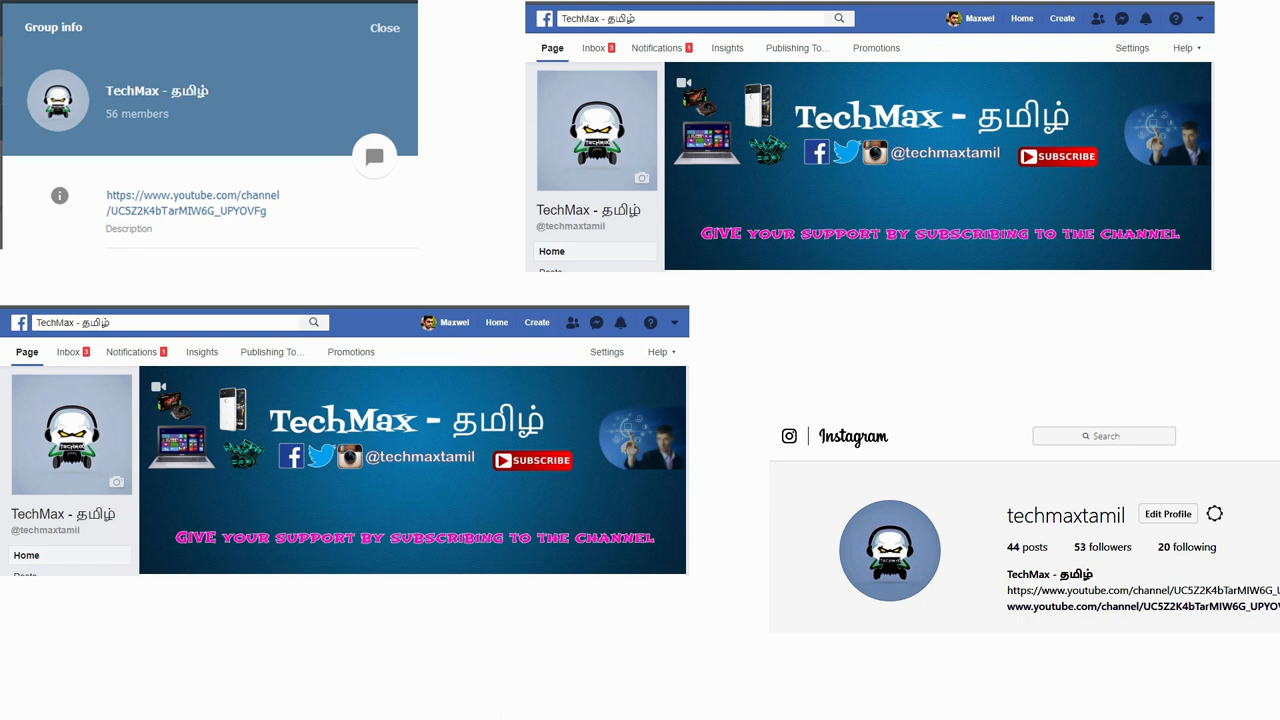 Group info
Close
TechMax - தமிழ்
56 members
https://www.youtube.com/channel
/UC5Z2K4bTarMIW6G_UPYOVFg
Description
TechMax - தமிழ்
Maxwel
Home
Create
Page
Inbox 3
Notifications 1
Insights
Publishing To...
Promotions
Settings
Help
TechMax - தமிழ்
@techmaxtamil
SUBSCRIBE
GIVE YOUR SUPPORT BY SUBSCRIBING TO THE CHANNEL
TechMax - தமிழ்
@techmaxtamil
Home
Posts
TechMax - தமிழ்
Maxwel
Home
Create
Page
Inbox 3
Notifications 1
Insights
Publishing To...
Promotions
Settings
Help
TechMax - தமிழ்
@techmaxtamil
SUBSCRIBE
GIVE YOUR SUPPORT BY SUBSCRIBING TO THE CHANNEL
TechMax - தமிழ்
@techmaxtamil
Home
Posts
Instagram
Search
techmaxtamil
Edit Profile
44 posts
53 followers
20 following
TechMax - தமிழ்
https://www.youtube.com/channel/UC5Z2K4bTarMIW6G_U
www.youtube.com/channel/UC5Z2K4bTarMIW6G_UPYOV